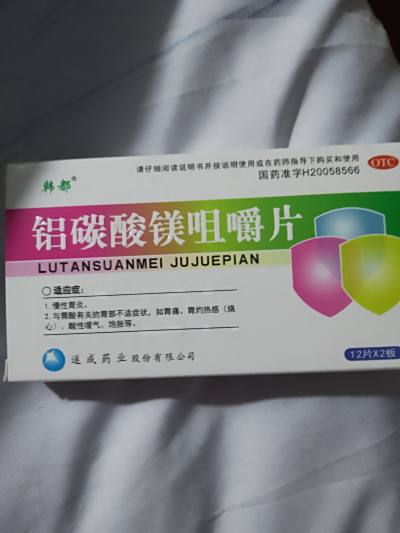 韩都®
请仔细阅读说明书并按说明使用或在药师指导下购买和使用
OTC
国药准字H20058566
铝碳酸镁咀嚼片
LUTANSUANMEI JUJUEPIAN
适应症:
1. 慢性胃炎。
2. 与胃酸有关的胃部不适症状,如胃痛、胃灼热感(烧
心)、酸性嗳气、饱胀等。
遂成药业股份有限公司
12片X2板